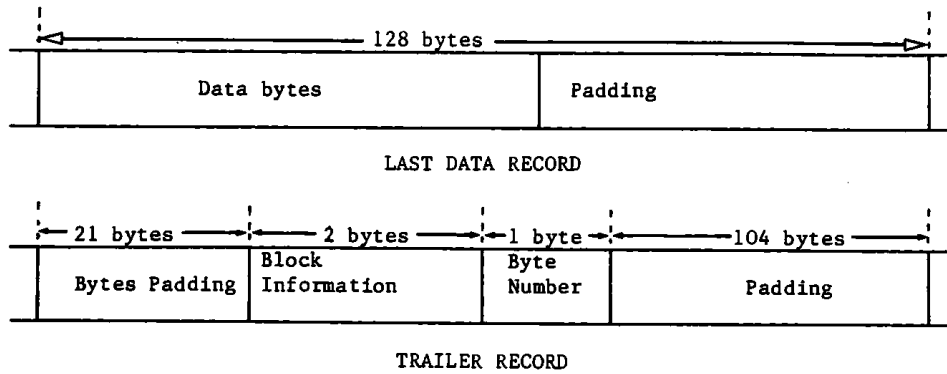 128 bytes
Data bytes Padding
LAST DATA RECORD
21 bytes 2 bytes 1 byte 104 bytes
Bytes Padding Block Information Byte Number Padding
TRAILER RECORD